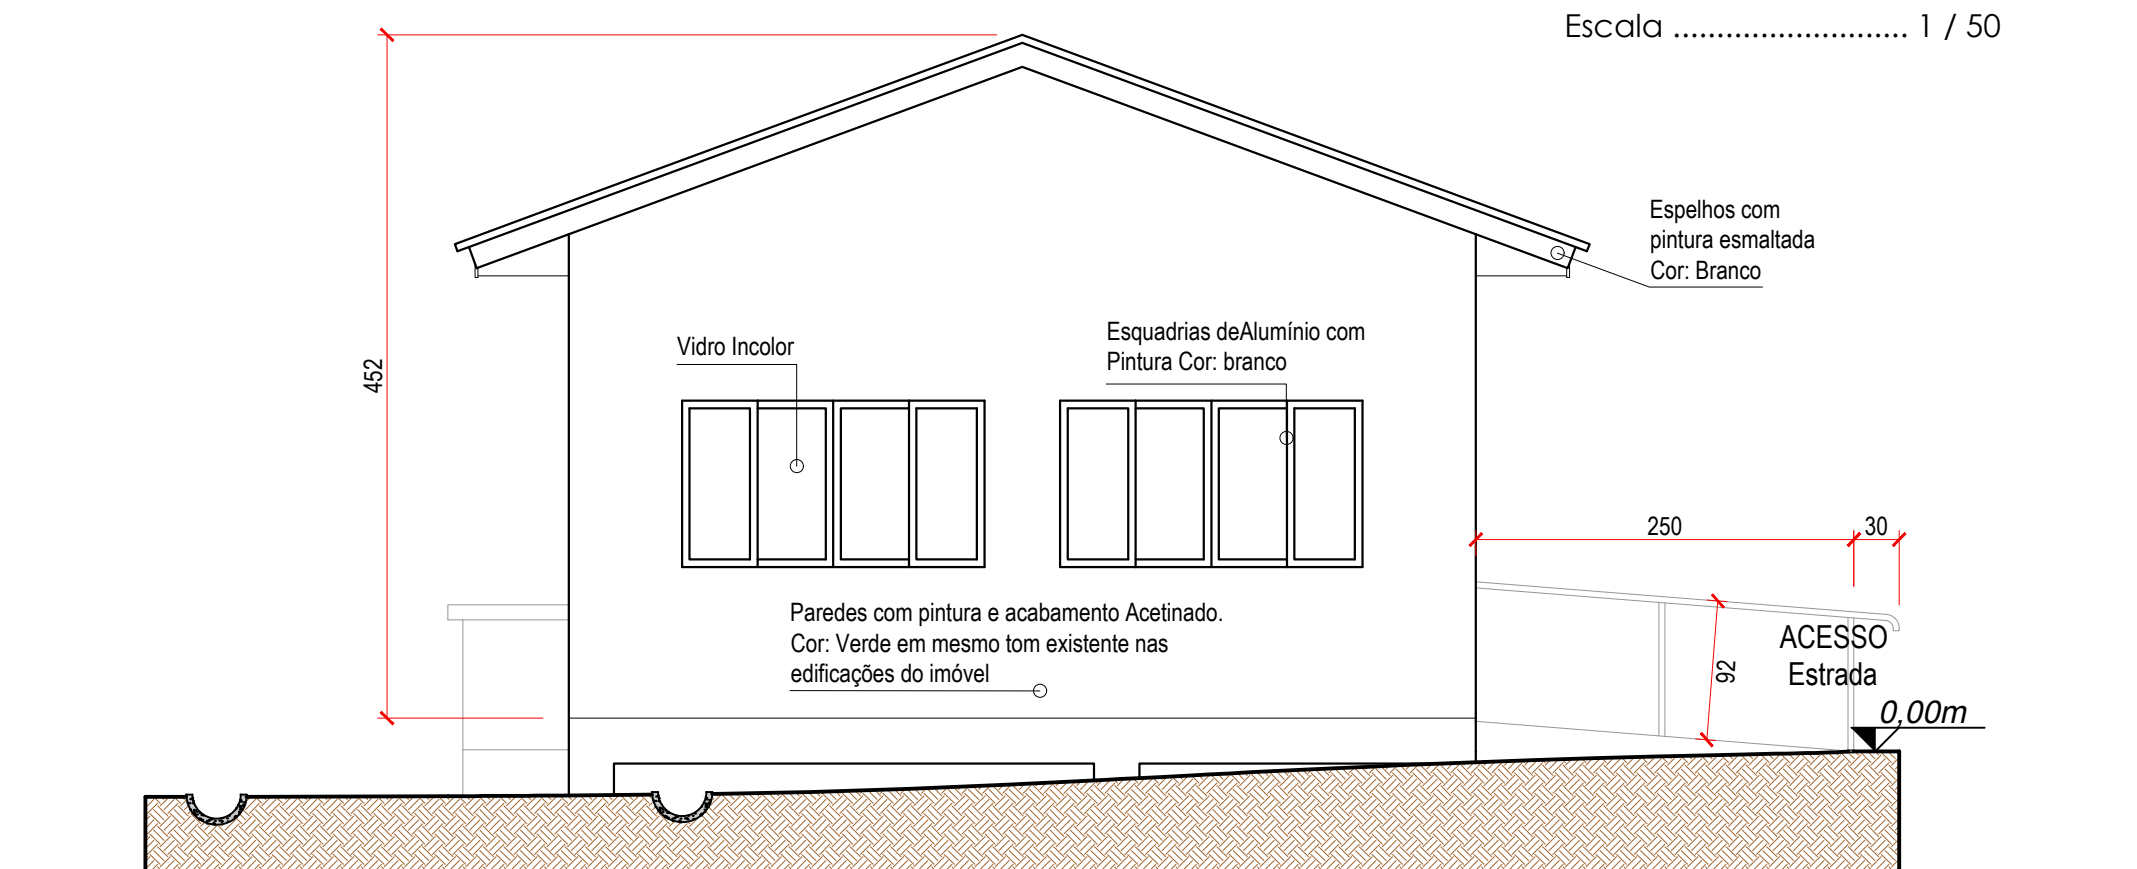 Escala ........................... 1 / 50
Espelhos com
pintura esmaltada
Cor: Branco
Vidro Incolor
Esquadrias deAlumínio com
Pintura Cor: branco
452
250
30
Paredes com pintura e acabamento Acetinado.
Cor: Verde em mesmo tom existente nas
edificações do imóvel
92
ACESSO
Estrada
0,00m